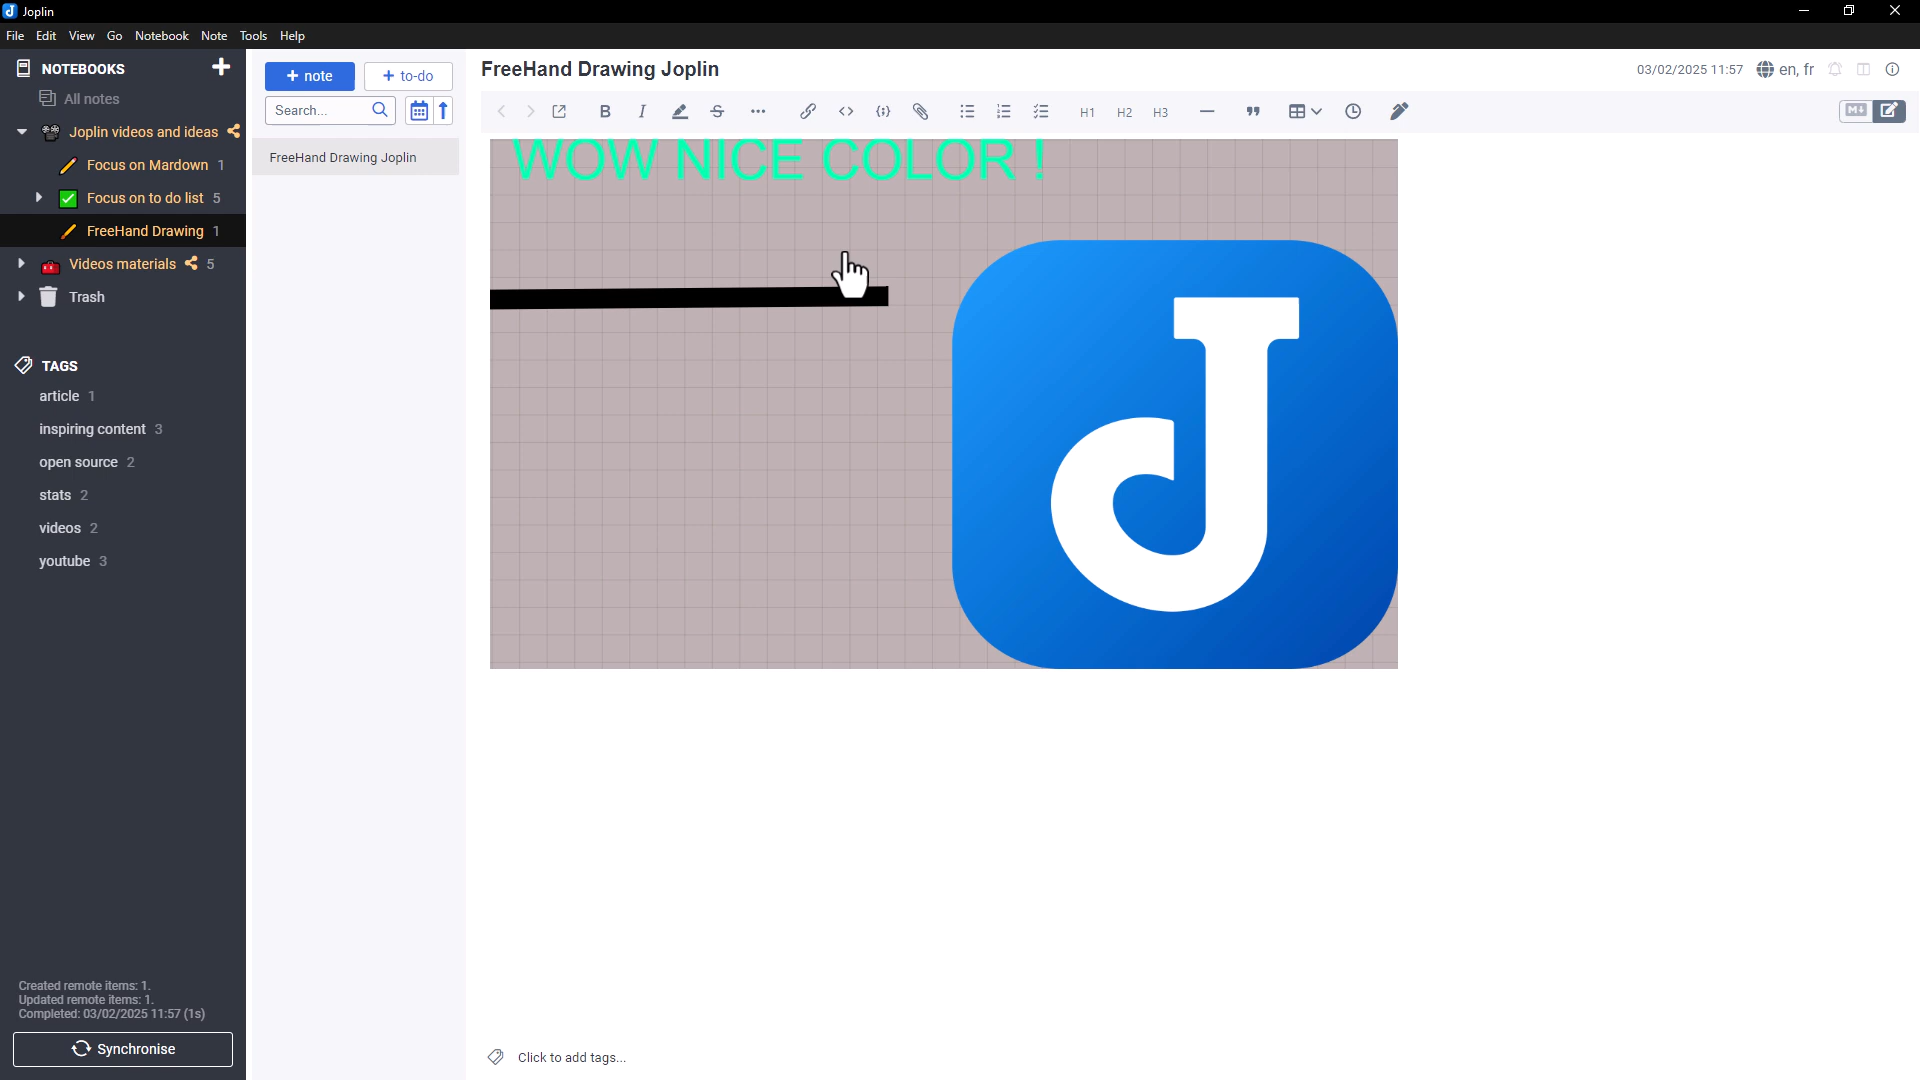 Joplin
File Edit View Go Notebook Note Tools Help
NOTEBOOKS
All notes
Joplin videos and ideas
Focus on Mardown 1
Focus on to do list 5
FreeHand Drawing 1
Videos materials 5
Trash
TAGS
article 1
inspiring content 3
open source 2
stats 2
videos 2
youtube 3
Created remote items: 1.
Updated remote items: 1.
Completed: 03/02/2025 11:57 (1s)
Synchronise
+ note + to-do
Search...
FreeHand Drawing Joplin
FreeHand Drawing Joplin
03/02/2025 11:57 en, fr
B I S H1 H2 H3 M
WOW NICE COLOR !
J
Click to add tags...